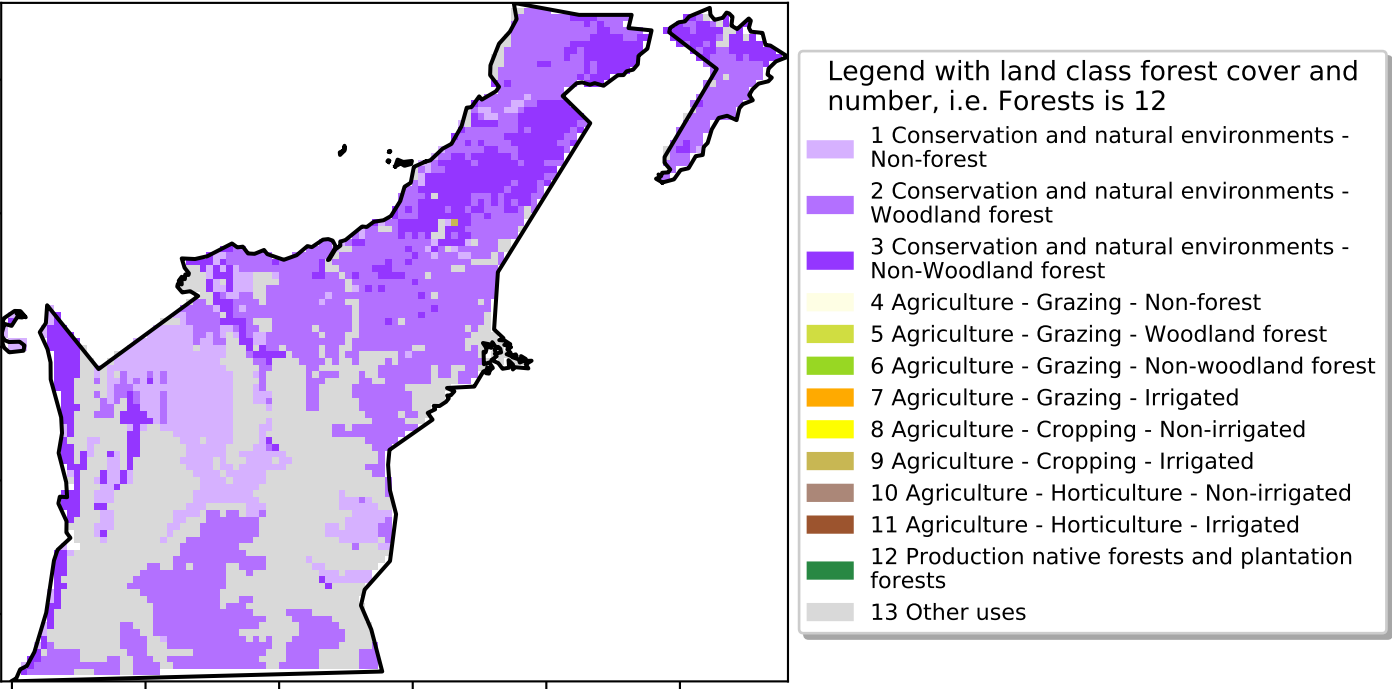 Legend with land class forest cover and
number, i.e. Forests is 12
1 Conservation and natural environments -
Non-forest
2 Conservation and natural environments -
Woodland forest
3 Conservation and natural environments -
Non-Woodland forest
4 Agriculture - Grazing - Non-forest
5 Agriculture - Grazing - Woodland forest
6 Agriculture - Grazing - Non-woodland forest
7 Agriculture - Grazing - Irrigated
8 Agriculture - Cropping - Non-irrigated
9 Agriculture - Cropping - Irrigated
10 Agriculture - Horticulture - Non-irrigated
11 Agriculture - Horticulture - Irrigated
12 Production native forests and plantation
forests
13 Other uses